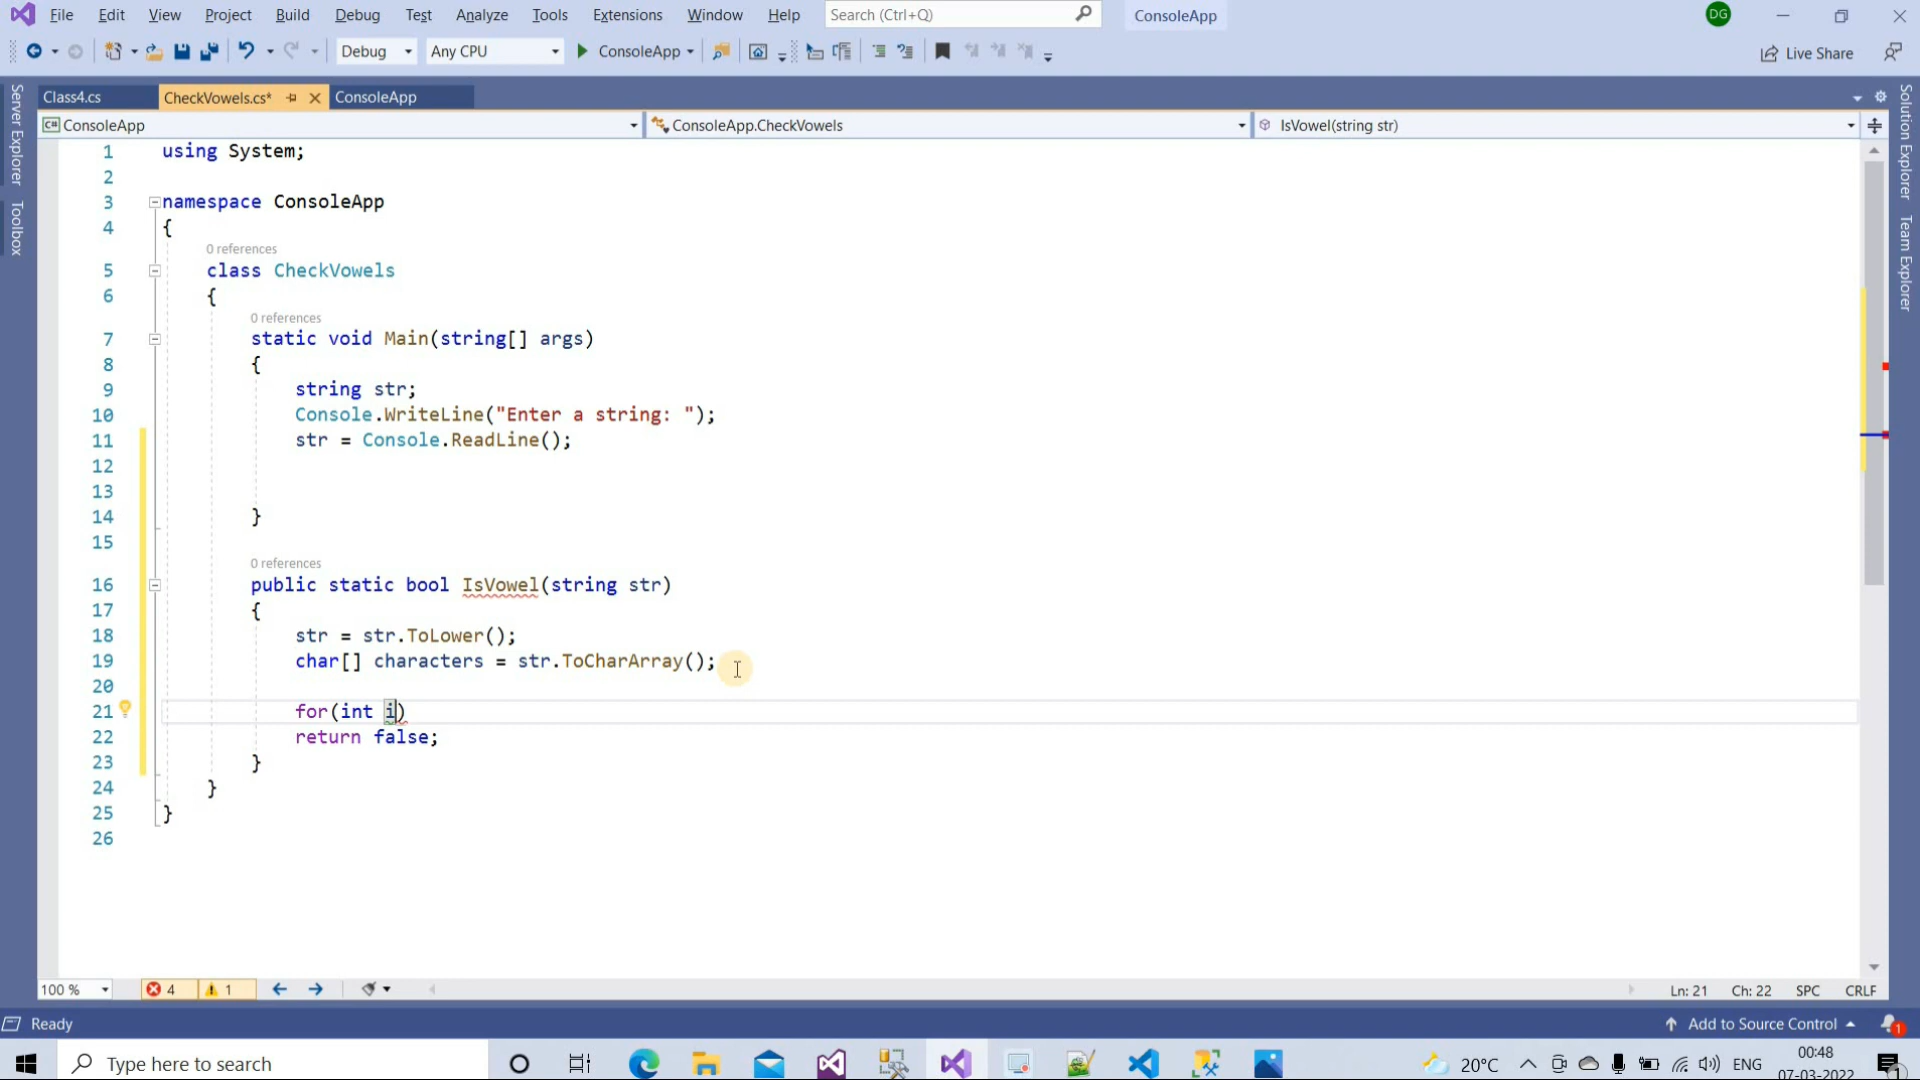 File Edit View Project Build Debug Test Analyze Tools Extensions Window Help Search (Ctrl+Q) ConsoleApp DG
Debug Any CPU ConsoleApp Live Share
Class4.cs CheckVowels.cs* ConsoleApp
C# ConsoleApp ConsoleApp.CheckVowels IsVowel(string str)
Server Explorer
Toolbox
Solution Explorer
Team Explorer
1 using System;
2
3 namespace ConsoleApp
4 {
0 references
5 class CheckVowels
6 {
0 references
7 static void Main(string[] args)
8 {
9 string str;
10 Console.WriteLine("Enter a string: ");
11 str = Console.ReadLine();
12
13
14 }
15
0 references
16 public static bool IsVowel(string str)
17 {
18 str = str.ToLower();
19 char[] characters = str.ToCharArray();
20
21 for(int i)
22 return false;
23 }
24 }
25 }
26
100 % 4 1 Ln: 21 Ch: 22 SPC CRLF
Ready Add to Source Control 1
Type here to search 20°C ENG 00:48
07-03-2022